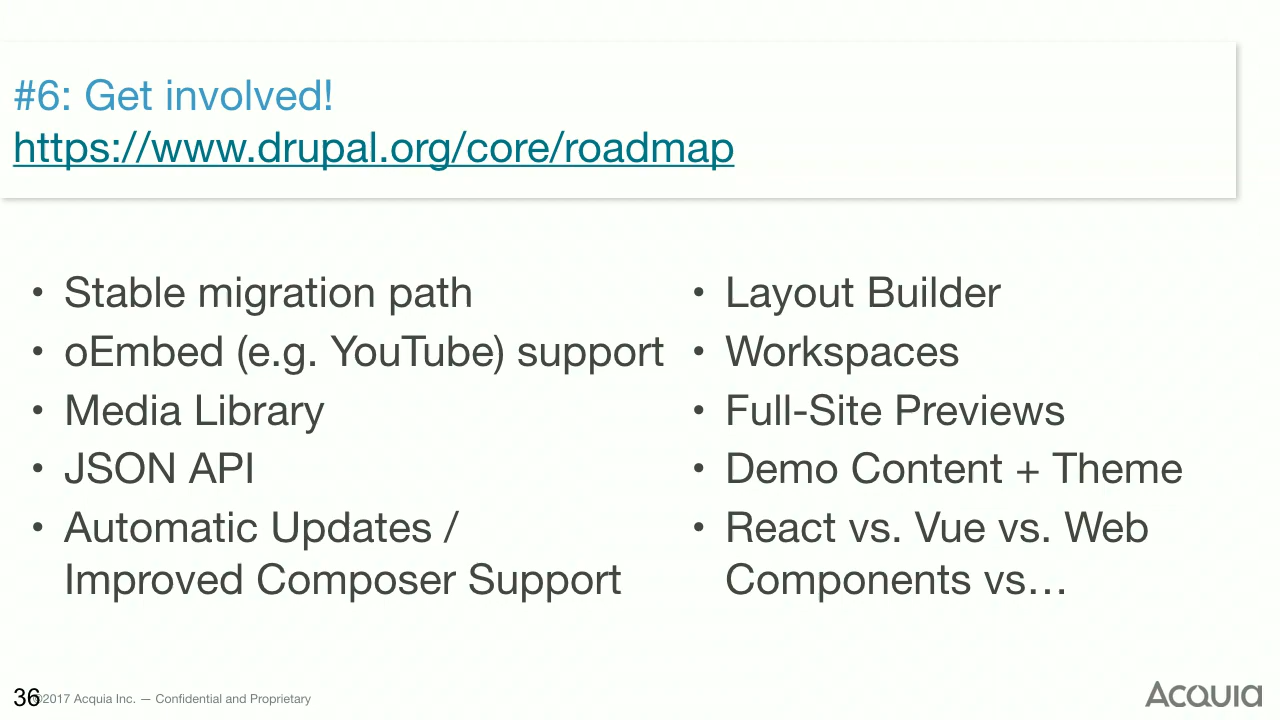 #6: Get involved!
https://www.drupal.org/core/roadmap
• Stable migration path
• oEmbed (e.g. YouTube) support
• Media Library
• JSON API
• Automatic Updates /
Improved Composer Support
• Layout Builder
• Workspaces
• Full-Site Previews
• Demo Content + Theme
• React vs. Vue vs. Web
Components vs…
36
©2017 Acquia Inc. — Confidential and Proprietary
Acquia